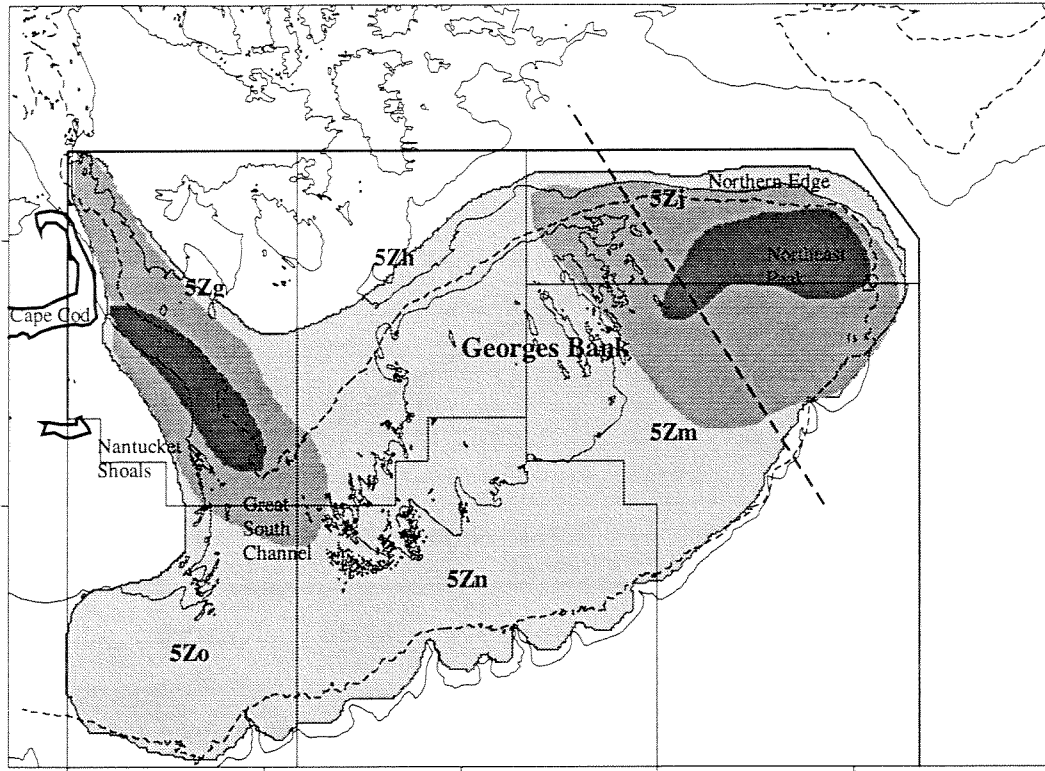 Northern Edge
5Zj
5Zh
Northeast
Peak
5Zg
Cape Cod
Georges Bank
5Zm
Nantucket
Shoals
Great
South
Channel
5Zn
5Zo